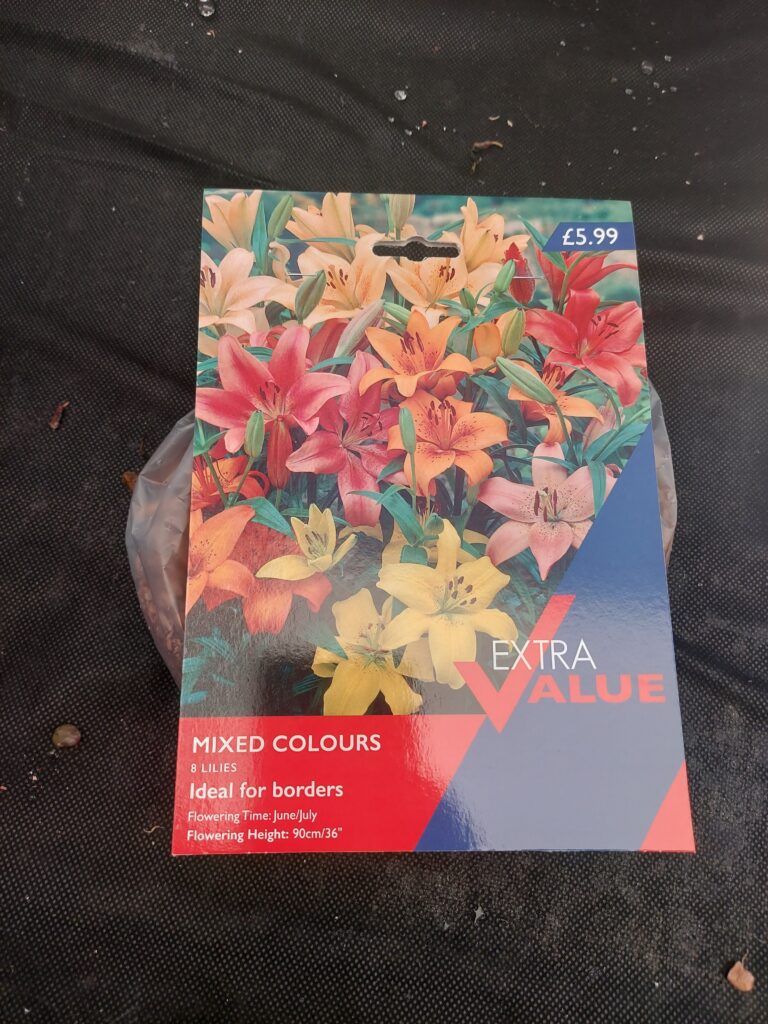 £5.99
EXTRA
VALUE
MIXED COLOURS
8 LILIES
Ideal for borders
Flowering Time: June/July
Flowering Height: 90cm/36"